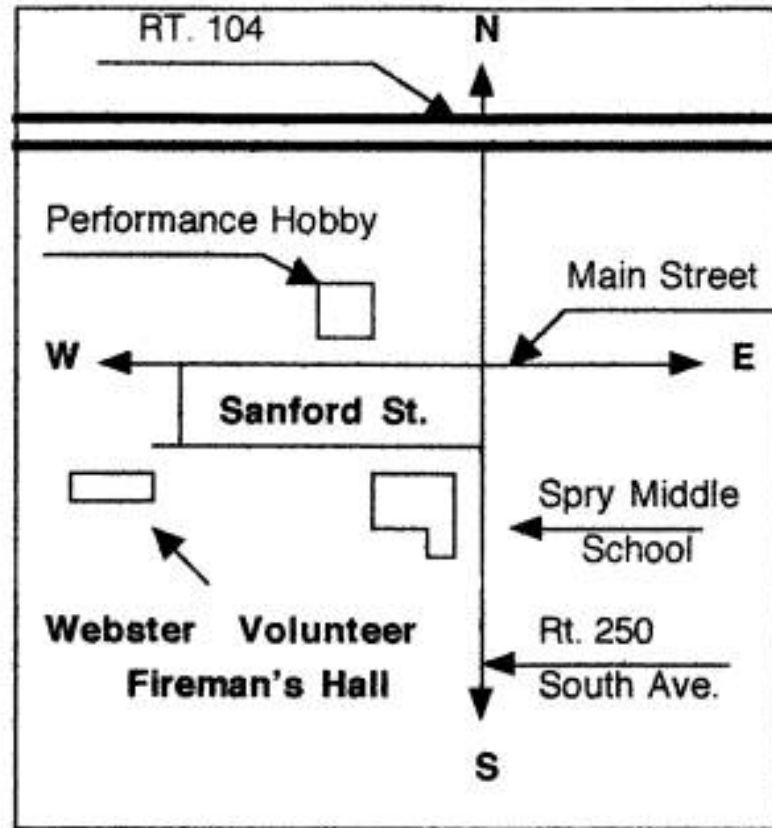 RT. 104
N
Performance Hobby
Main Street
W
E
Sanford St.
Spry Middle
School
Webster Volunteer
Fireman's Hall
Rt. 250
South Ave.
S